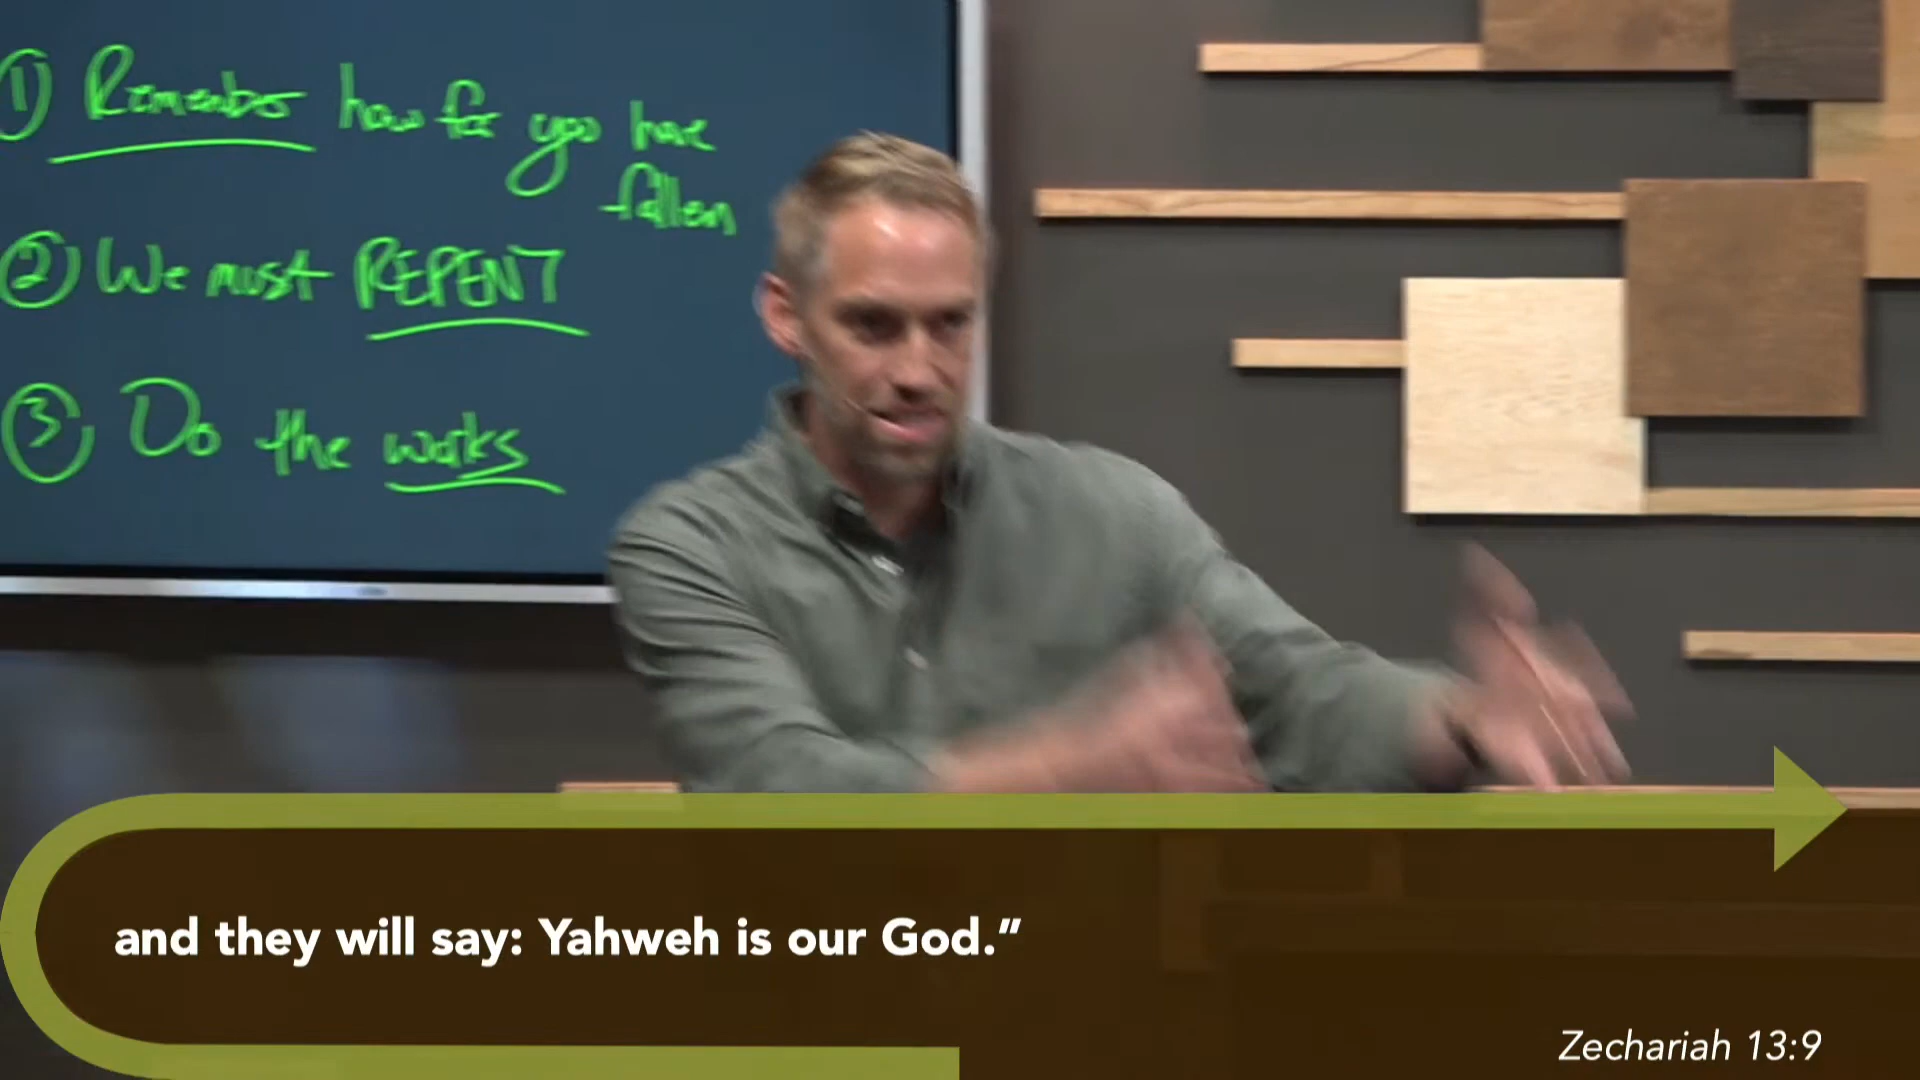 ① Remember how far you have
fallen
② We must REPENT
③ Do the works
and they will say: Yahweh is our God.”
Zechariah 13:9